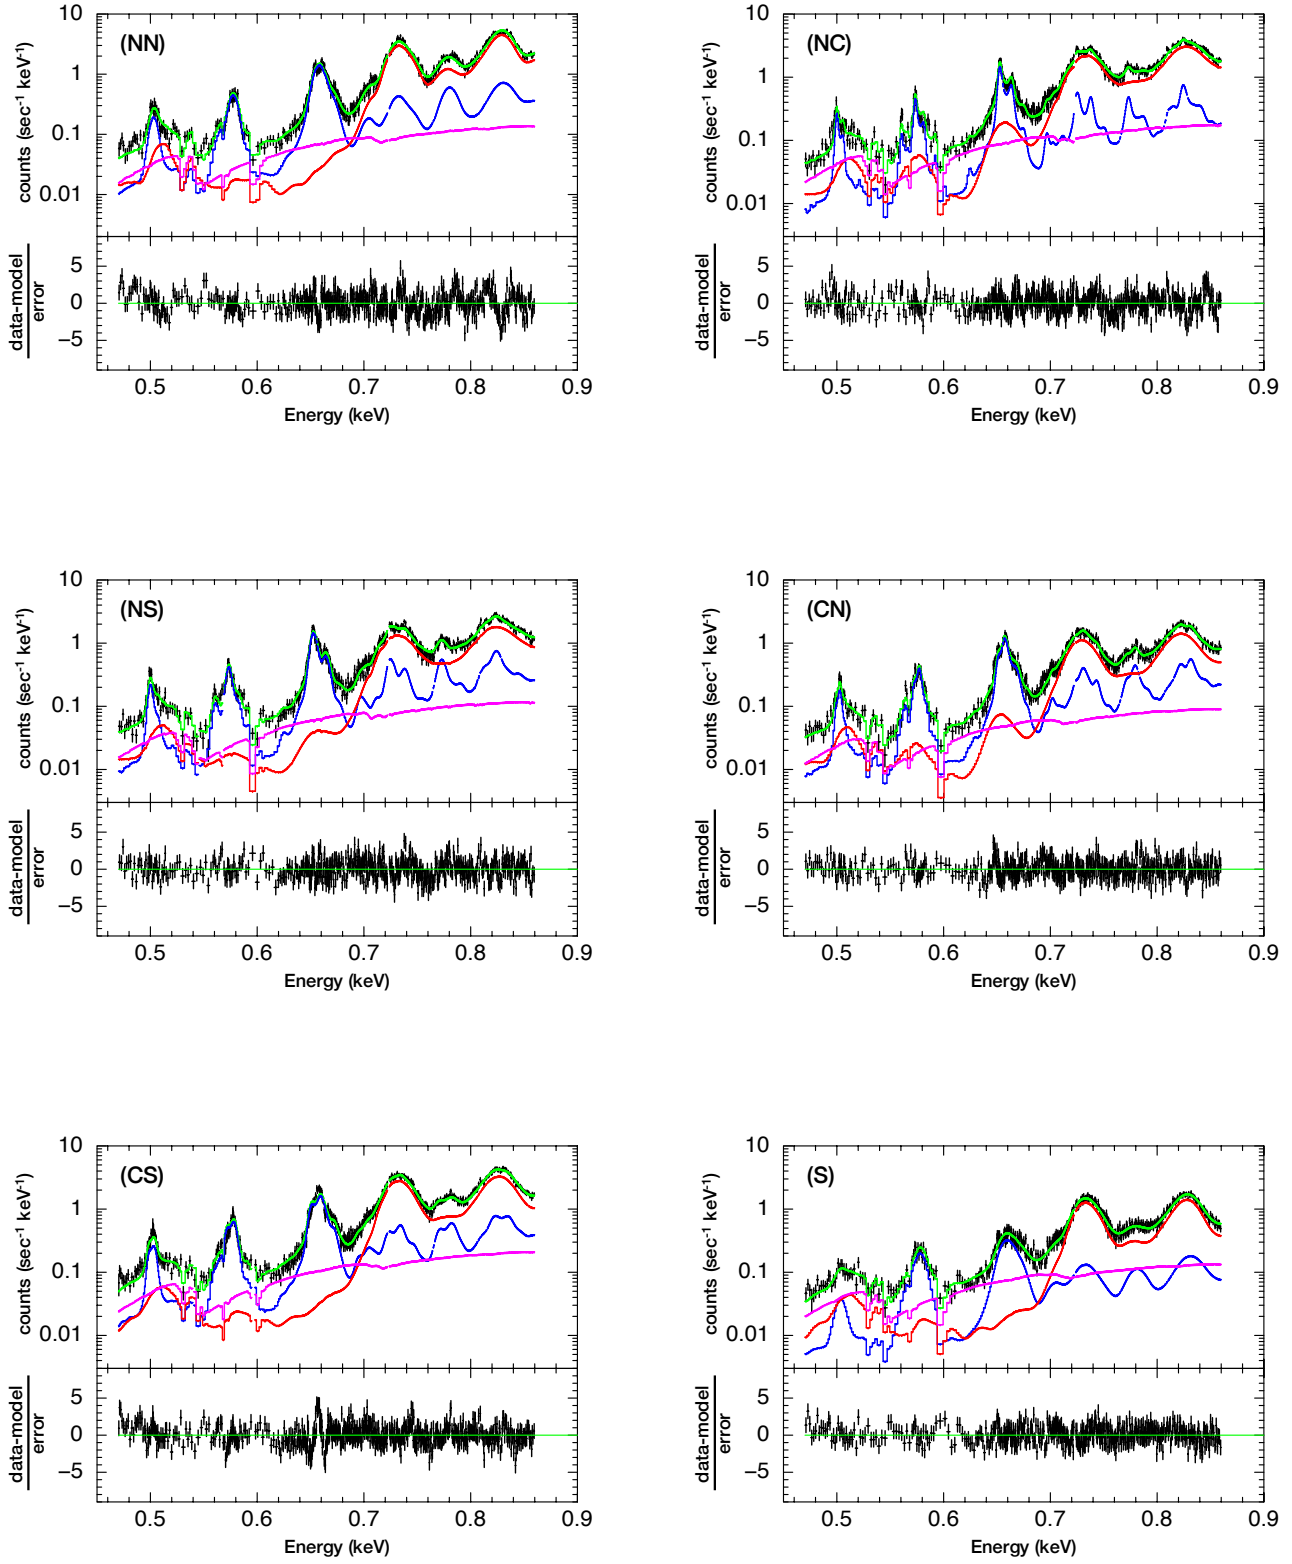 (NN)
counts (sec⁻¹ keV⁻¹)
10
1
0.1
0.01
data-model
error
5
0
−5
0.5 0.6 0.7 0.8 0.9
Energy (keV)
(NC)
counts (sec⁻¹ keV⁻¹)
10
1
0.1
0.01
data-model
error
5
0
−5
0.5 0.6 0.7 0.8 0.9
Energy (keV)
(NS)
counts (sec⁻¹ keV⁻¹)
10
1
0.1
0.01
data-model
error
5
0
−5
0.5 0.6 0.7 0.8 0.9
Energy (keV)
(CN)
counts (sec⁻¹ keV⁻¹)
10
1
0.1
0.01
data-model
error
5
0
−5
0.5 0.6 0.7 0.8 0.9
Energy (keV)
(CS)
counts (sec⁻¹ keV⁻¹)
10
1
0.1
0.01
data-model
error
5
0
−5
0.5 0.6 0.7 0.8 0.9
Energy (keV)
(S)
counts (sec⁻¹ keV⁻¹)
10
1
0.1
0.01
data-model
error
5
0
−5
0.5 0.6 0.7 0.8 0.9
Energy (keV)